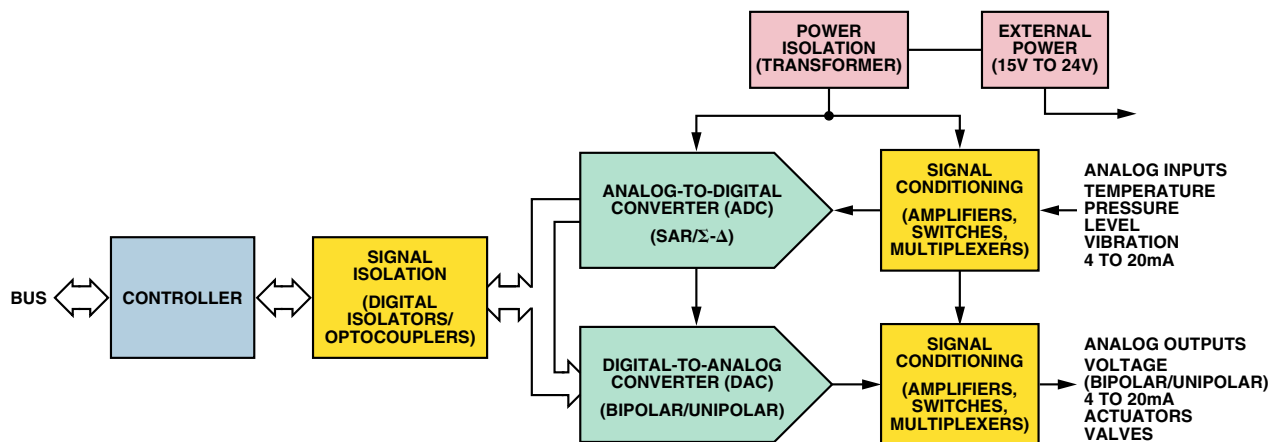 POWER
ISOLATION
(TRANSFORMER)
EXTERNAL
POWER
(15V TO 24V)
ANALOG-TO-DIGITAL
CONVERTER (ADC)
(SAR/Σ-Δ)
SIGNAL
CONDITIONING
(AMPLIFIERS,
SWITCHES,
MULTIPLEXERS)
ANALOG INPUTS
TEMPERATURE
PRESSURE
LEVEL
VIBRATION
4 TO 20mA
BUS
CONTROLLER
SIGNAL
ISOLATION
(DIGITAL
ISOLATORS/
OPTOCOUPLERS)
DIGITAL-TO-ANALOG
CONVERTER (DAC)
(BIPOLAR/UNIPOLAR)
SIGNAL
CONDITIONING
(AMPLIFIERS,
SWITCHES,
MULTIPLEXERS)
ANALOG OUTPUTS
VOLTAGE
(BIPOLAR/UNIPOLAR)
4 TO 20mA
ACTUATORS
VALVES